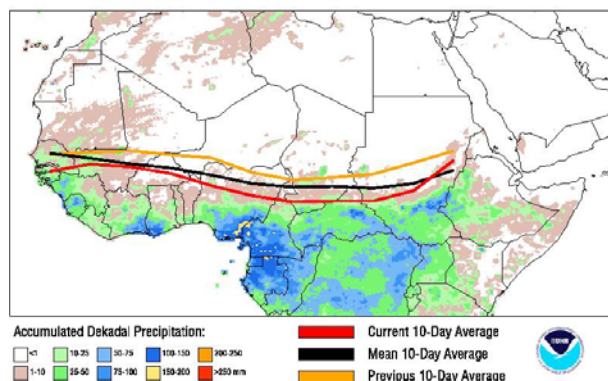 Accumulated Dekadal Precipitation:
<1 10-25 50-75 100-150 200-250
1-10 25-50 75-100 150-200 >250 mm
Current 10-Day Average
Mean 10-Day Average
Previous 10-Day Average
NOAA